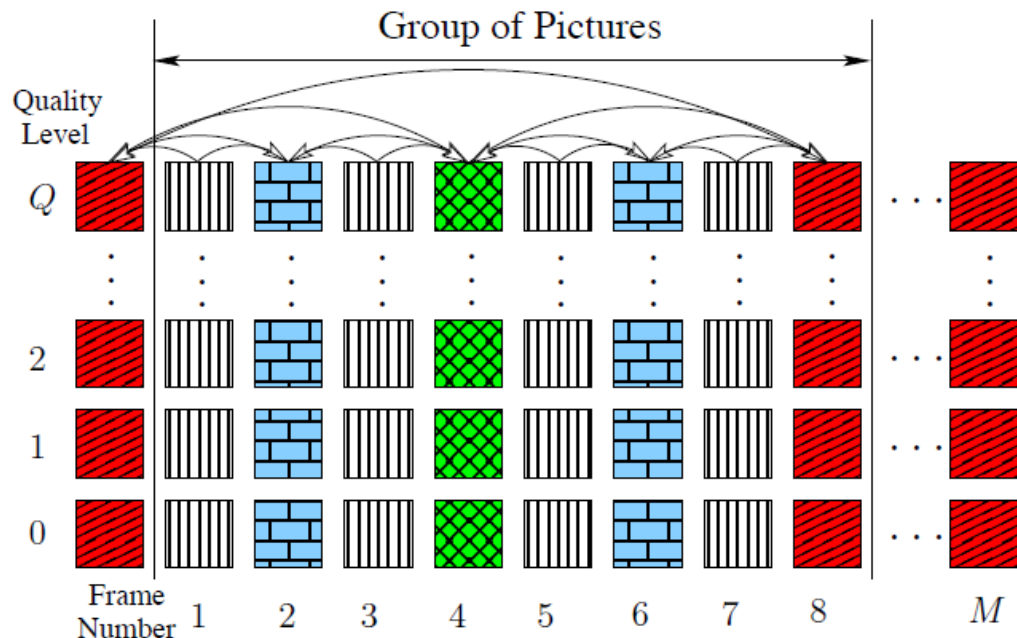 Group of Pictures
Quality
Level
Q
2
1
0
Frame
Number
1 2 3 4 5 6 7 8 M